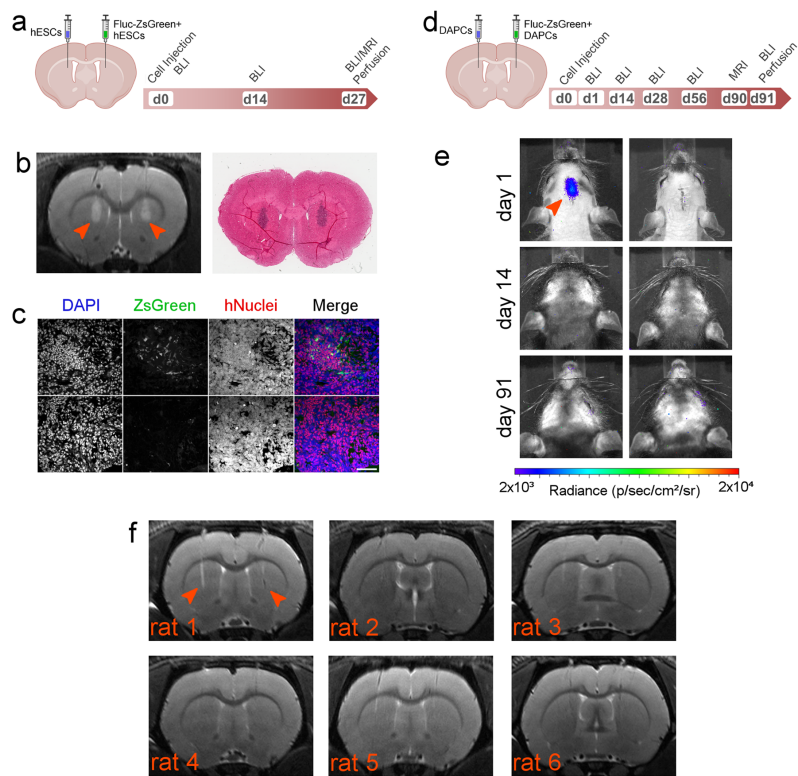 a
hESCs
Fluc-ZsGreen+
hESCs
Cell Injection
BLI
BLI
BLI/MRI
Perfusion
d0
d14
d27
d
DAPCs
Fluc-ZsGreen+
DAPCs
Cell Injection
BLI
BLI
BLI
BLI
MRI
BLI
Perfusion
d0
d1
d14
d28
d56
d90
d91
b
c
DAPI
ZsGreen
hNuclei
Merge
e
day 1
day 14
day 91
2x10³
Radiance (p/sec/cm²/sr)
2x10⁴
f
rat 1
rat 2
rat 3
rat 4
rat 5
rat 6